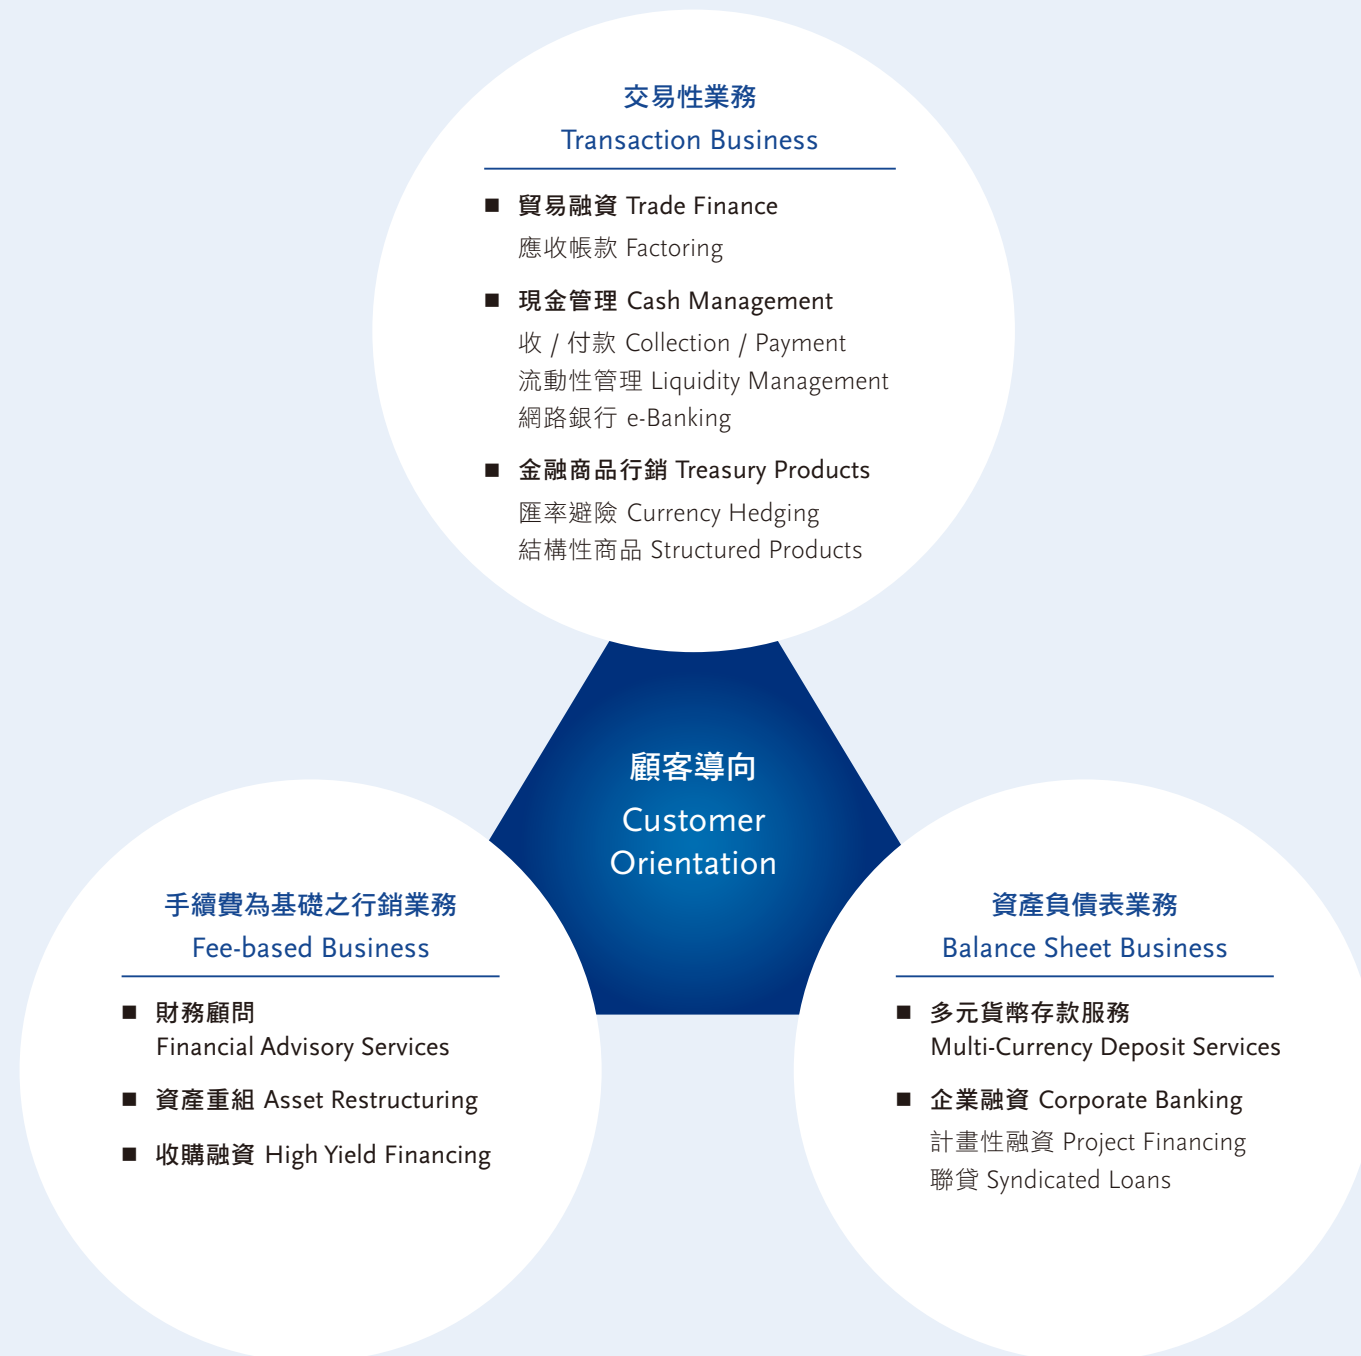 交易性業務
Transaction Business
■ 貿易融資 Trade Finance
應收帳款 Factoring
■ 現金管理 Cash Management
收 / 付款 Collection / Payment
流動性管理 Liquidity Management
網路銀行 e-Banking
■ 金融商品行銷 Treasury Products
匯率避險 Currency Hedging
結構性商品 Structured Products
顧客導向
Customer
Orientation
手續費為基礎之行銷業務
Fee-based Business
■ 財務顧問
Financial Advisory Services
■ 資產重組 Asset Restructuring
■ 收購融資 High Yield Financing
資產負債表業務
Balance Sheet Business
■ 多元貨幣存款服務
Multi-Currency Deposit Services
■ 企業融資 Corporate Banking
計畫性融資 Project Financing
聯貸 Syndicated Loans